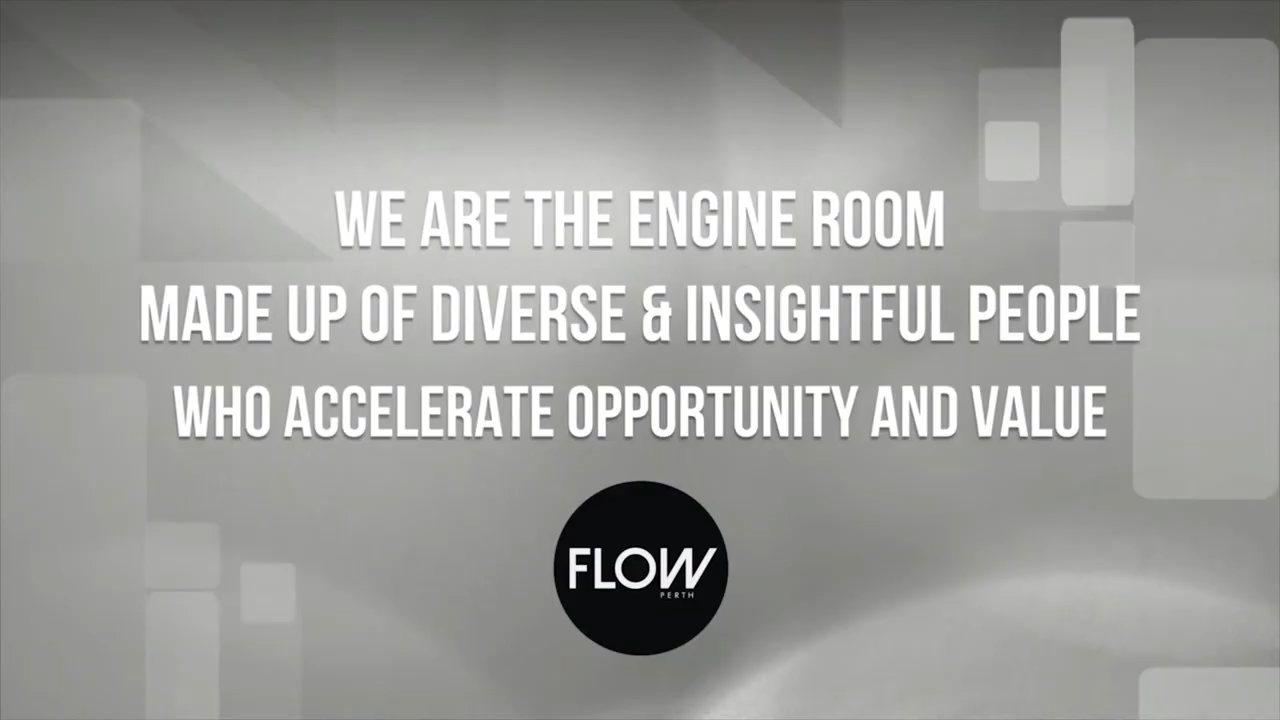 WE ARE THE ENGINE ROOM
MADE UP OF DIVERSE & INSIGHTFUL PEOPLE
WHO ACCELERATE OPPORTUNITY AND VALUE
FLOW
PERTH